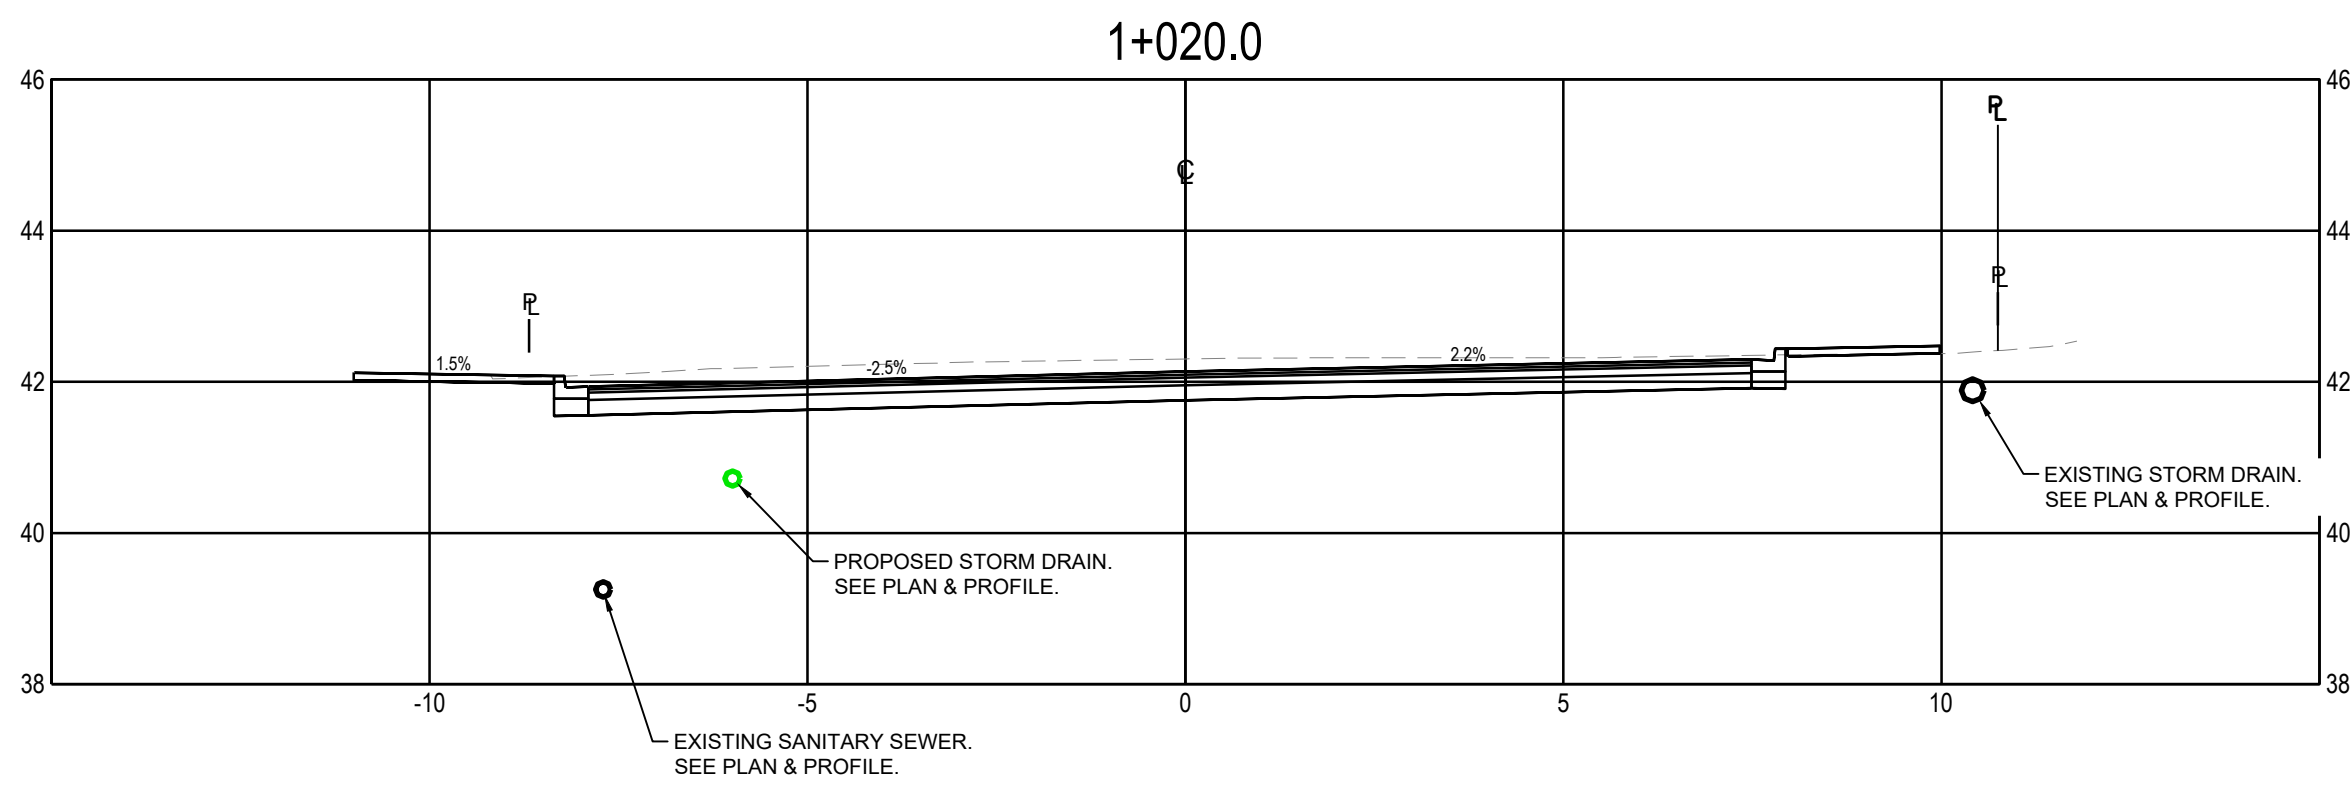 1+020.0
46 46
PL
CL
44 44
PL
PL
1.5% -2.5% 2.2%
42 42
EXISTING STORM DRAIN.
SEE PLAN & PROFILE.
40 40
PROPOSED STORM DRAIN.
SEE PLAN & PROFILE.
38 38
-10 -5 0 5 10
EXISTING SANITARY SEWER.
SEE PLAN & PROFILE.